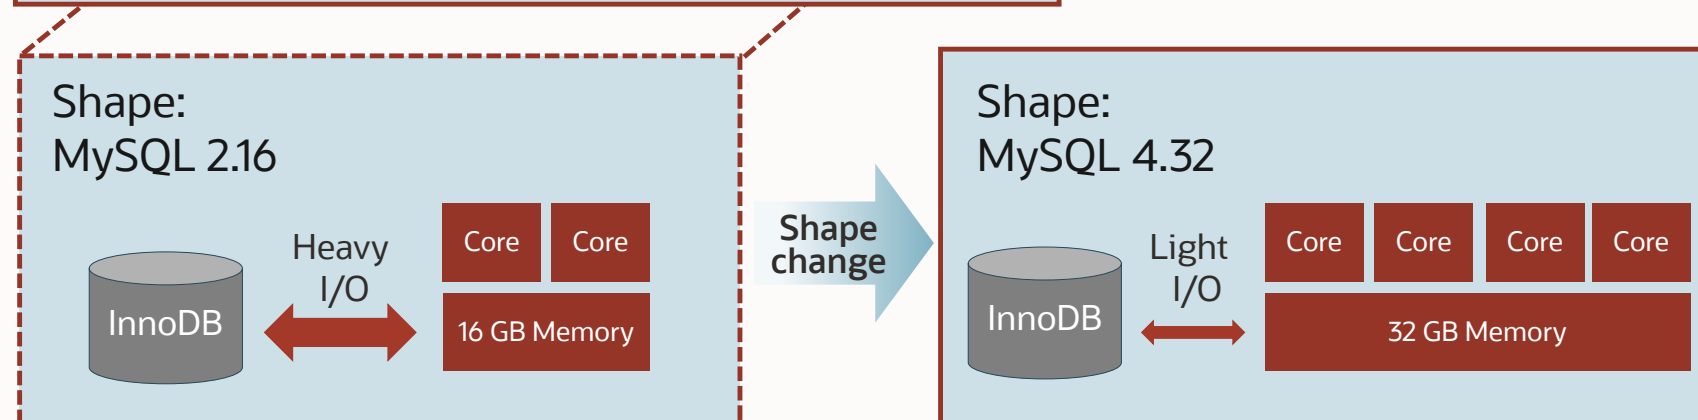 Shape:
MySQL 2.16
Heavy
I/O
InnoDB
Core
Core
16 GB Memory
Shape
change
Shape:
MySQL 4.32
Light
I/O
InnoDB
Core
Core
Core
Core
32 GB Memory